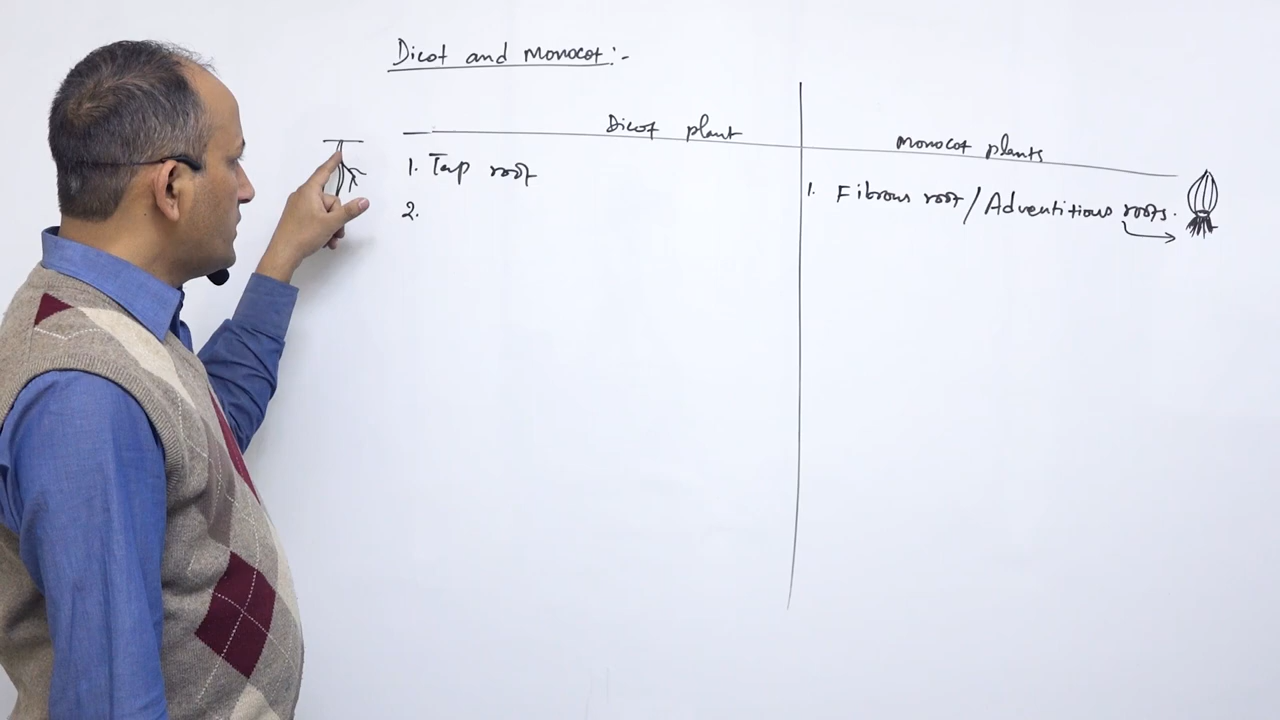 Dicot and Monocot:-
Dicot plant
Monocot plants
1. Tap root
1. Fibrous root / Adventitious roots.
2.